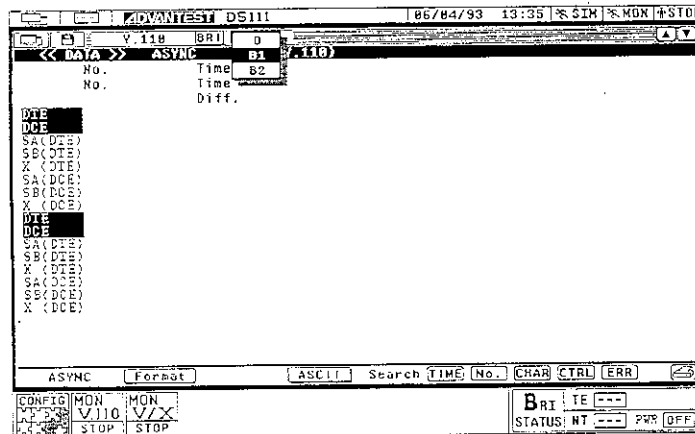 ADVANTEST D5111 06/04/93 13:35 SIM MON STD
V.110 BRI D
<< DATA >> ASYNC B1 .110)
No. Time B2
No. Time
Diff.
DTE
DCE
SA(DTE)
SB(DTE)
X (DTE)
SA(DCE)
SB(DCE)
X (DCE)
DTE
DCE
SA(DTE)
SB(DTE)
X (DTE)
SA(DCE)
SB(DCE)
X (DCE)
ASYNC Format ASCII Search TIME No. CHAR CTRL ERR
CONFIG MON V.110 STOP MON V/X STOP BRI STATUS TE --- NT --- PWR OFF